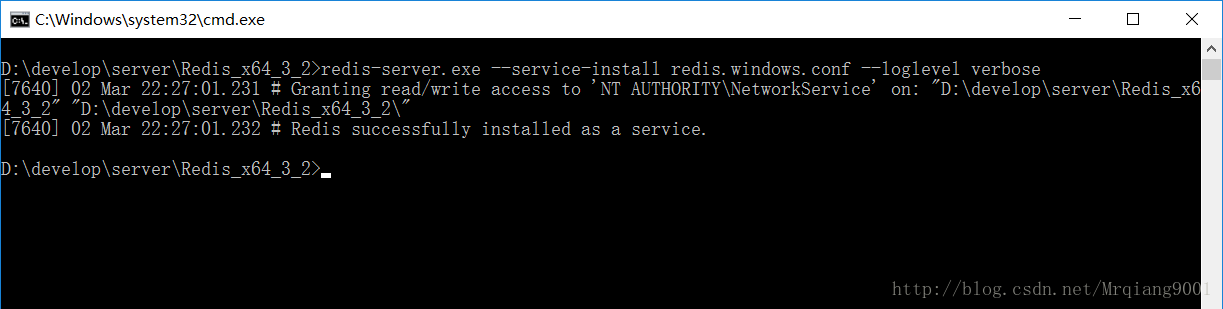 C:\Windows\system32\cmd.exe
D:\develop\server\Redis_x64_3_2>redis-server.exe --service-install redis.windows.conf --loglevel verbose
[7640] 02 Mar 22:27:01.231 # Granting read/write access to 'NT AUTHORITY\NetworkService' on: "D:\develop\server\Redis_x6
4_3_2" "D:\develop\server\Redis_x64_3_2\"
[7640] 02 Mar 22:27:01.232 # Redis successfully installed as a service.
D:\develop\server\Redis_x64_3_2>
http://blog.csdn.net/Mrqiang9001